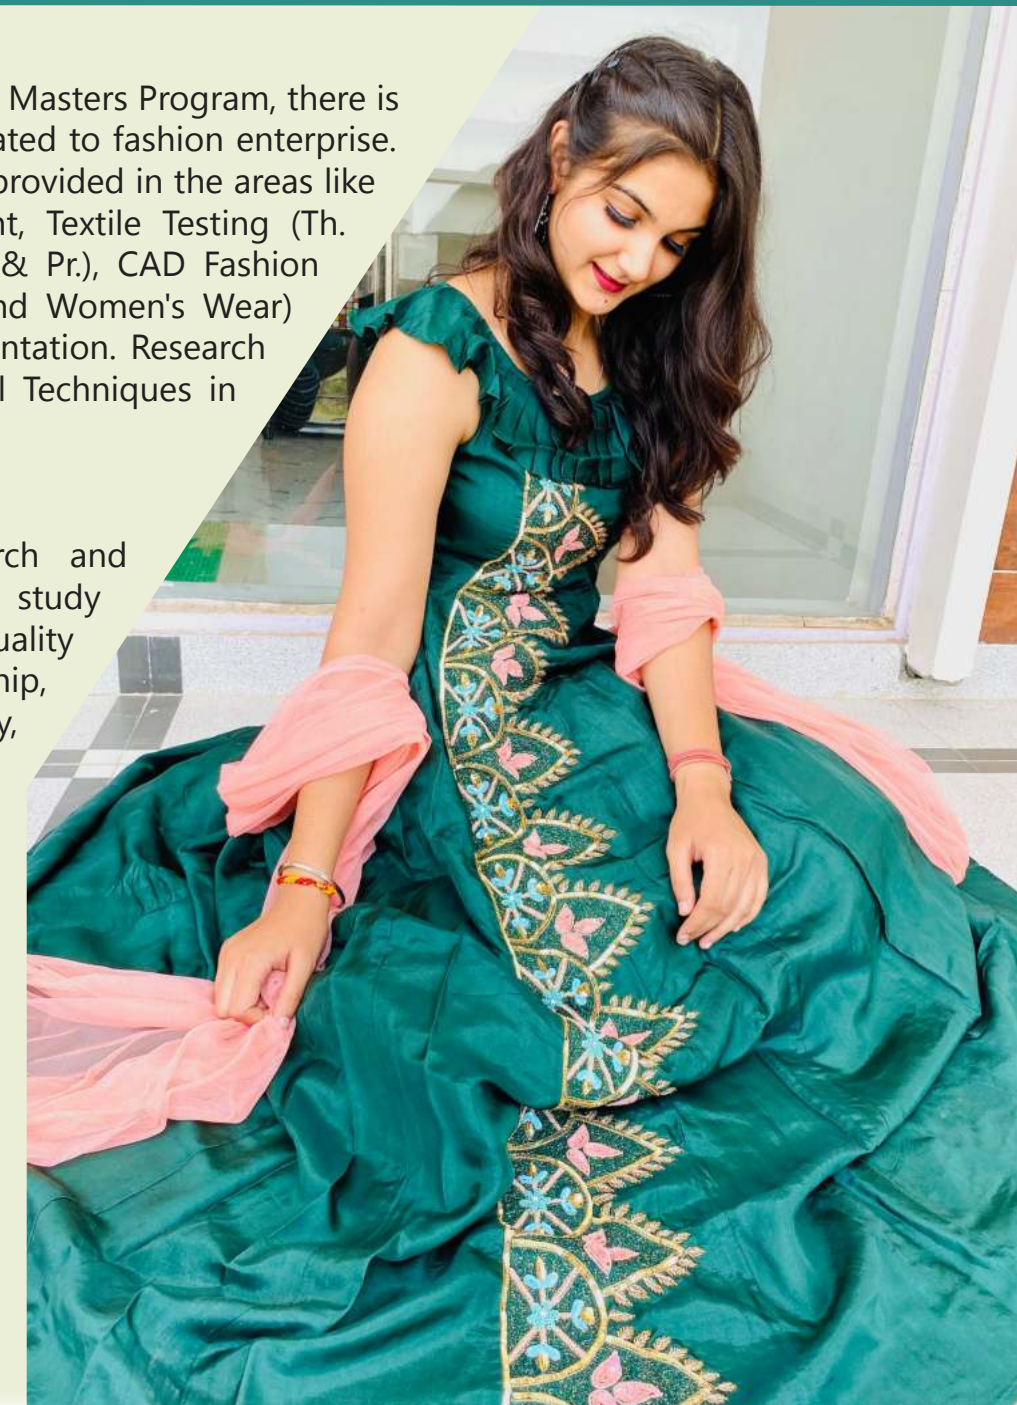 Masters Program, there is
ated to fashion enterprise.
provided in the areas like
nt, Textile Testing (Th.
& Pr.), CAD Fashion
nd Women's Wear)
ntation. Research
l Techniques in
rch and
study
uality
hip,
y,